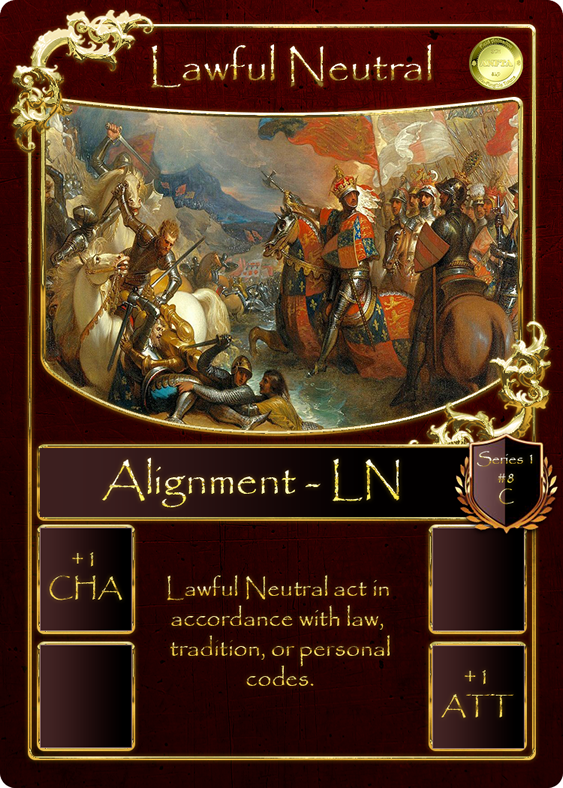 Lawful Neutral
Alignment - LN
Series 1
#8
C
+1
CHA
Lawful Neutral act in
accordance with law,
tradition, or personal
codes.
+1
ATT